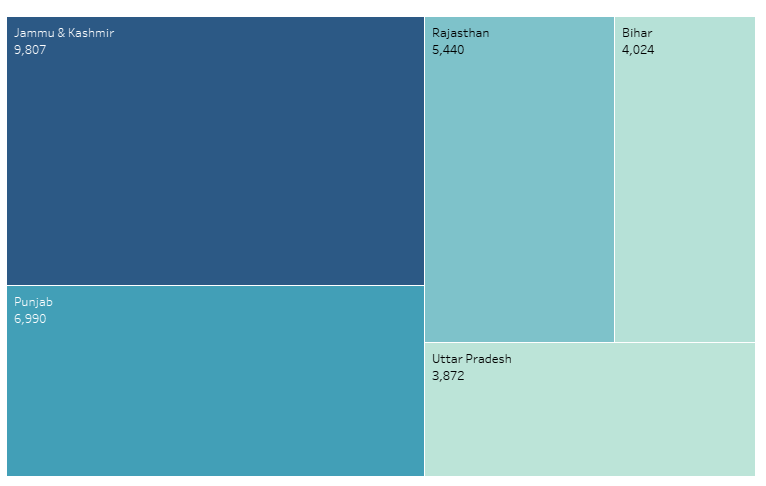 Jammu & Kashmir
9,807
Rajasthan
5,440
Bihar
4,024
Punjab
6,990
Uttar Pradesh
3,872